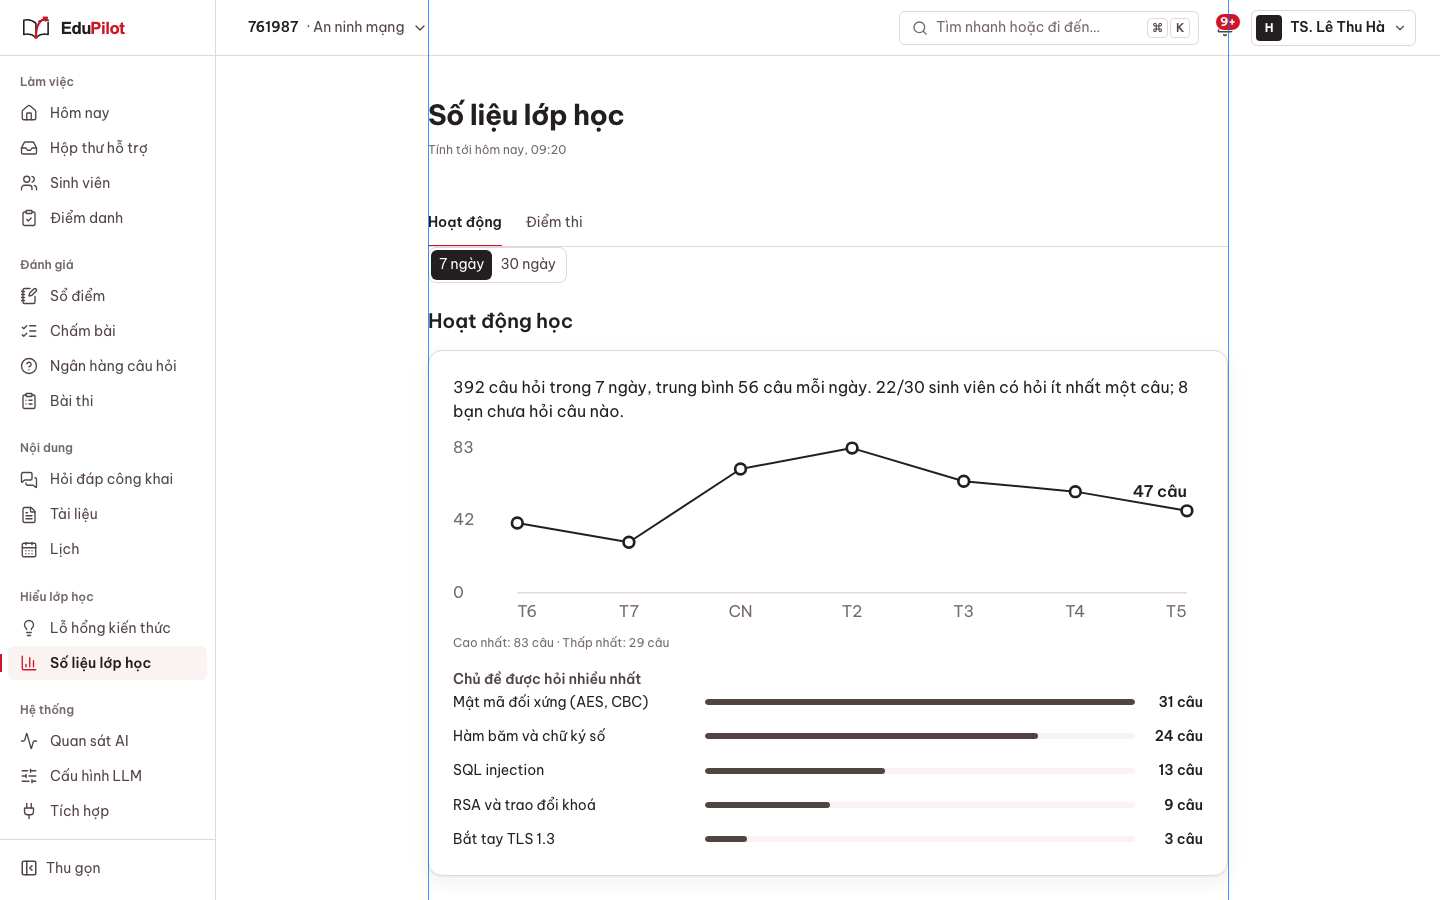 EduPilot
761987 · An ninh mạng
Tìm nhanh hoặc đi đến...
⌘ K
9+
H
TS. Lê Thu Hà
Làm việc
Hôm nay
Hộp thư hỗ trợ
Sinh viên
Điểm danh
Đánh giá
Sổ điểm
Chấm bài
Ngân hàng câu hỏi
Bài thi
Nội dung
Hỏi đáp công khai
Tài liệu
Lịch
Hiểu lớp học
Lỗ hổng kiến thức
Số liệu lớp học
Hệ thống
Quan sát AI
Cấu hình LLM
Tích hợp
Thu gọn
Số liệu lớp học
Tính tới hôm nay, 09:20
Hoạt động Điểm thi
7 ngày 30 ngày
Hoạt động học
392 câu hỏi trong 7 ngày, trung bình 56 câu mỗi ngày. 22/30 sinh viên có hỏi ít nhất một câu; 8
bạn chưa hỏi câu nào.
83
42
0
47 câu
T6 T7 CN T2 T3 T4 T5
Cao nhất: 83 câu · Thấp nhất: 29 câu
Chủ đề được hỏi nhiều nhất
Mật mã đối xứng (AES, CBC) 31 câu
Hàm băm và chữ ký số 24 câu
SQL injection 13 câu
RSA và trao đổi khoá 9 câu
Bắt tay TLS 1.3 3 câu